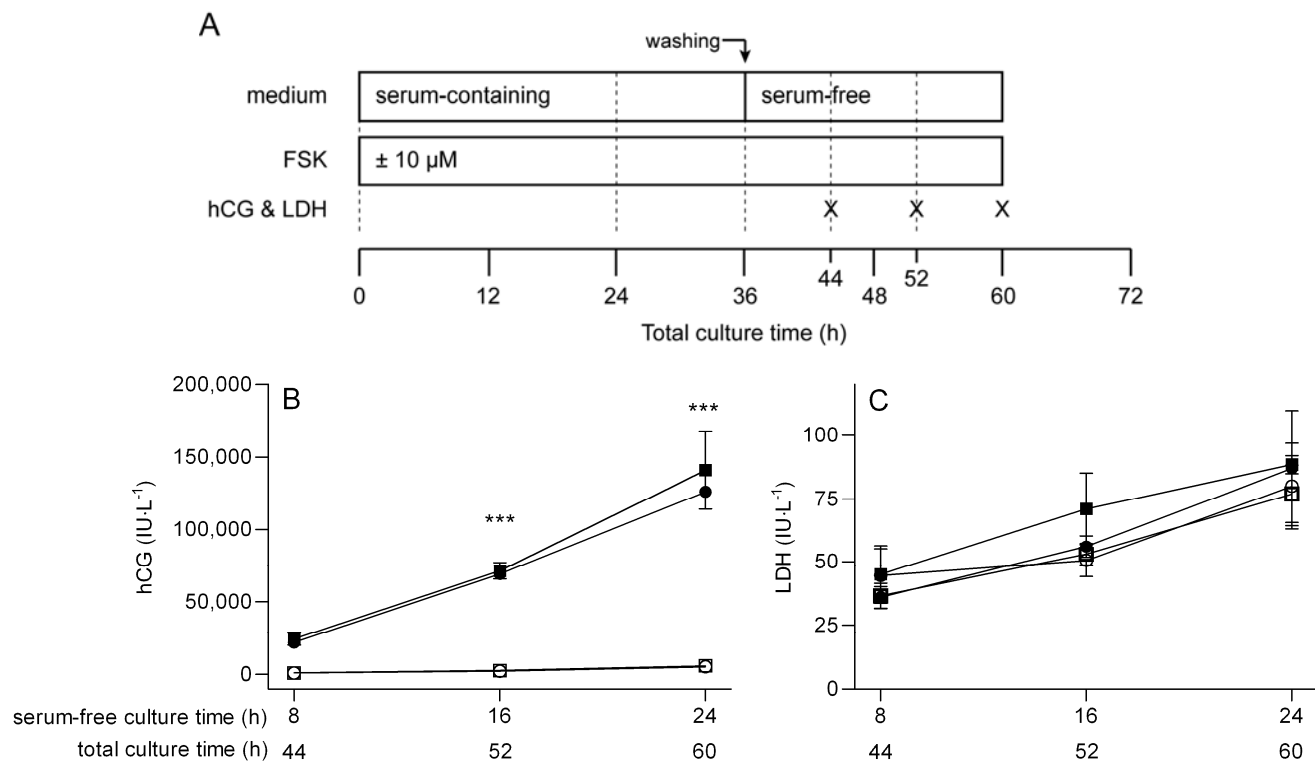 A
washing
medium serum-containing serum-free
FSK ± 10 µM
hCG & LDH X X X
0 12 24 36 44 48 52 60 72
Total culture time (h)
B
hCG (IU·L-1)
200,000
150,000
100,000
50,000
0
***
***
C
LDH (IU·L-1)
100
75
50
25
0
serum-free culture time (h) 8 16 24 8 16 24
total culture time (h) 44 52 60 44 52 60